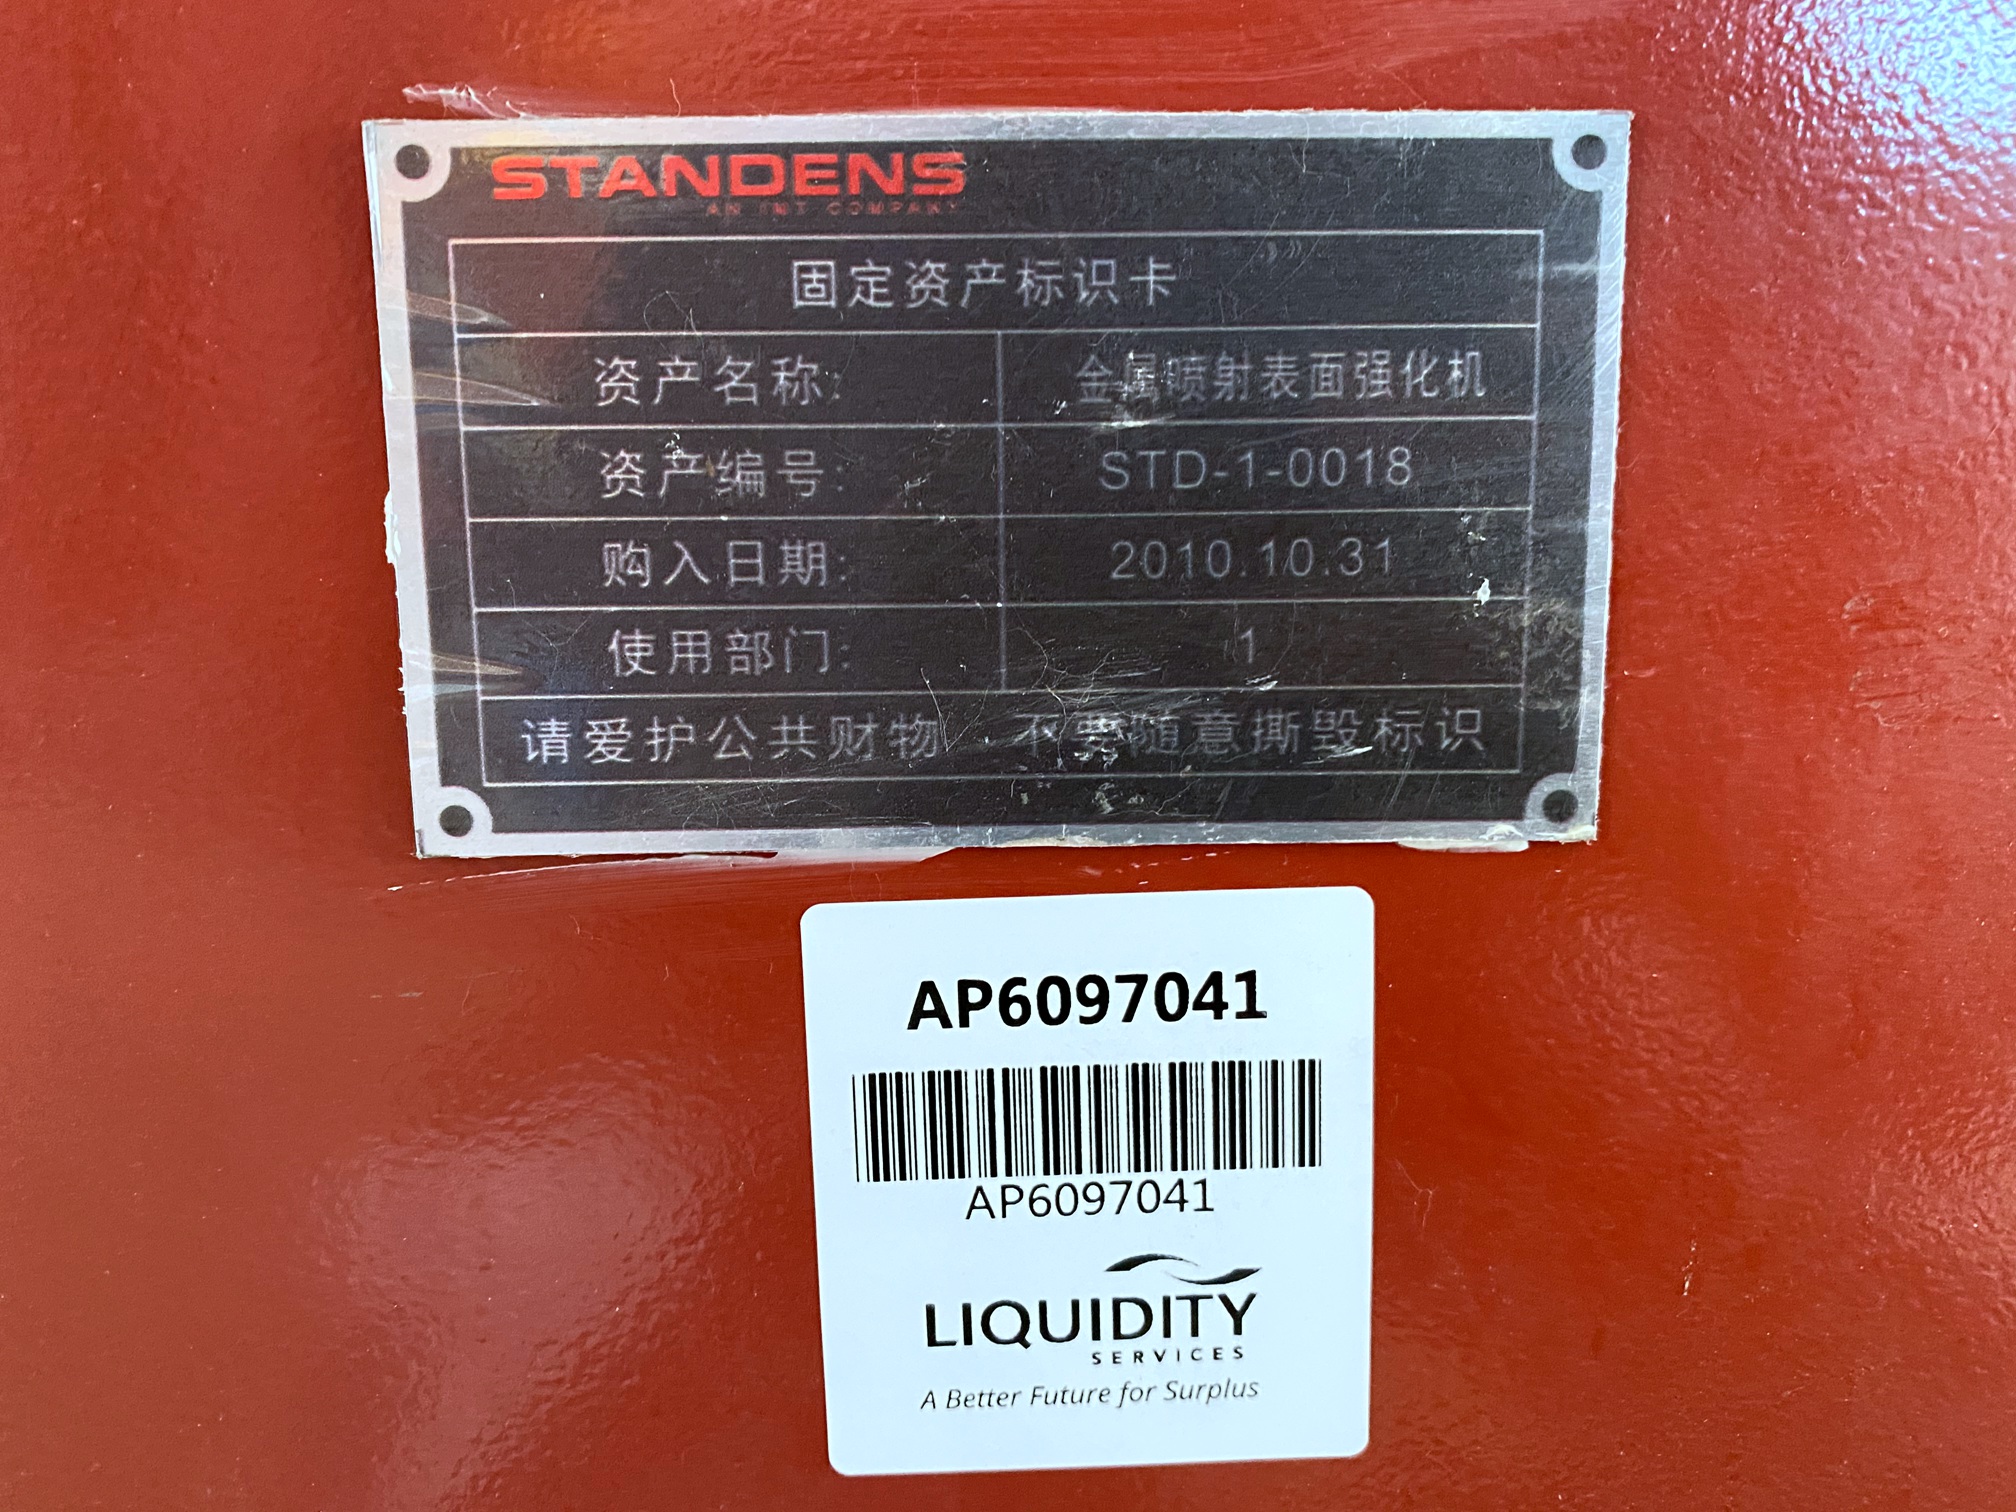 STANDENS
AN IMT COMPANY
固定资产标识卡
资产名称: 金属喷射表面强化机
资产编号: STD-1-0018
购入日期: 2010.10.31
使用部门: 1
请爱护公共财物 不要随意撕毁标识
AP6097041
AP6097041
LIQUIDITY
SERVICES
A Better Future for Surplus